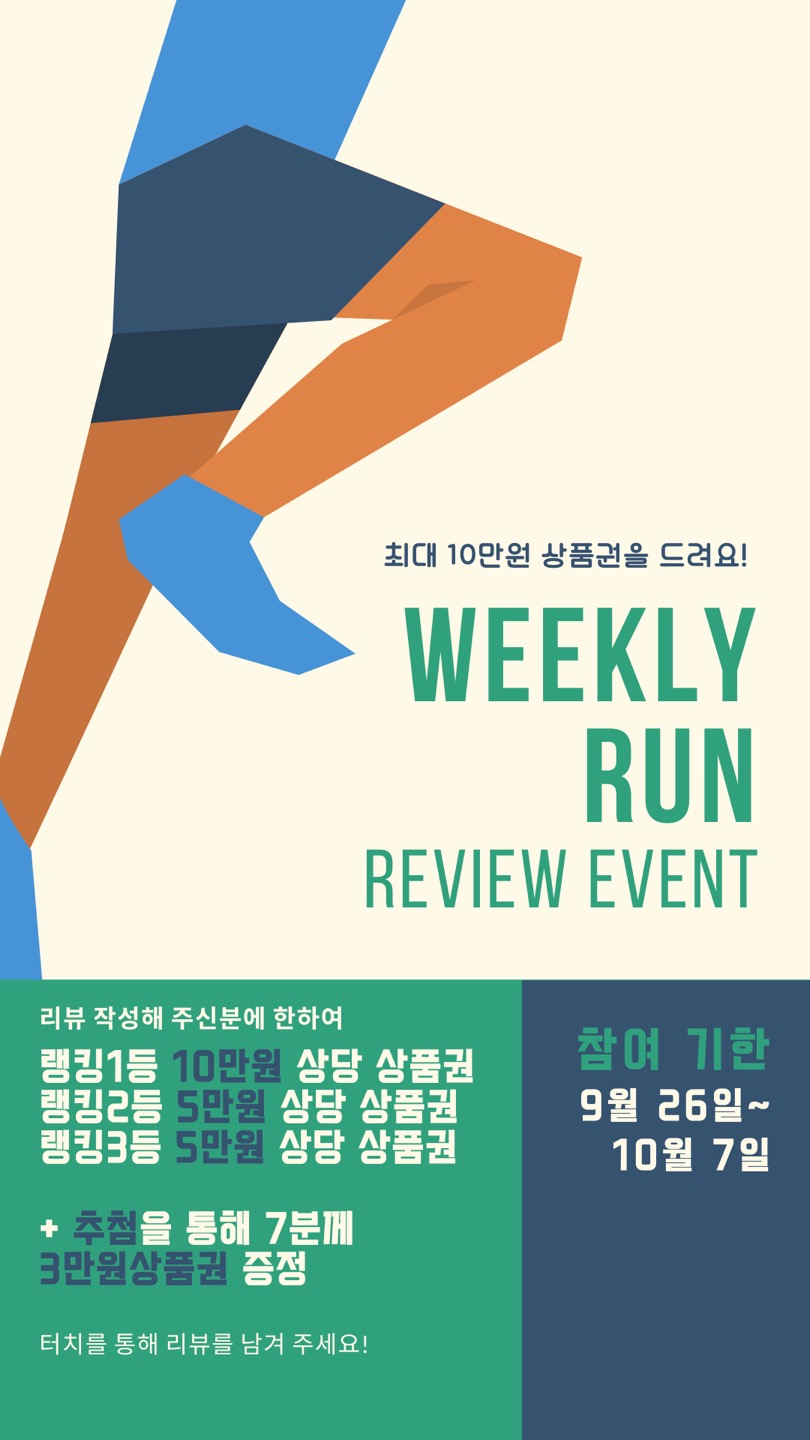 최대 10만원 상품권을 드려요!
WEEKLY
RUN
REVIEW EVENT
리뷰 작성해 주신분에 한하여
랭킹1등 10만원 상당 상품권
랭킹2등 5만원 상당 상품권
랭킹3등 5만원 상당 상품권
+ 추첨을 통해 7분께
3만원상품권 증정
터치를 통해 리뷰를 남겨 주세요!
참여 기한
9월 26일~
10월 7일